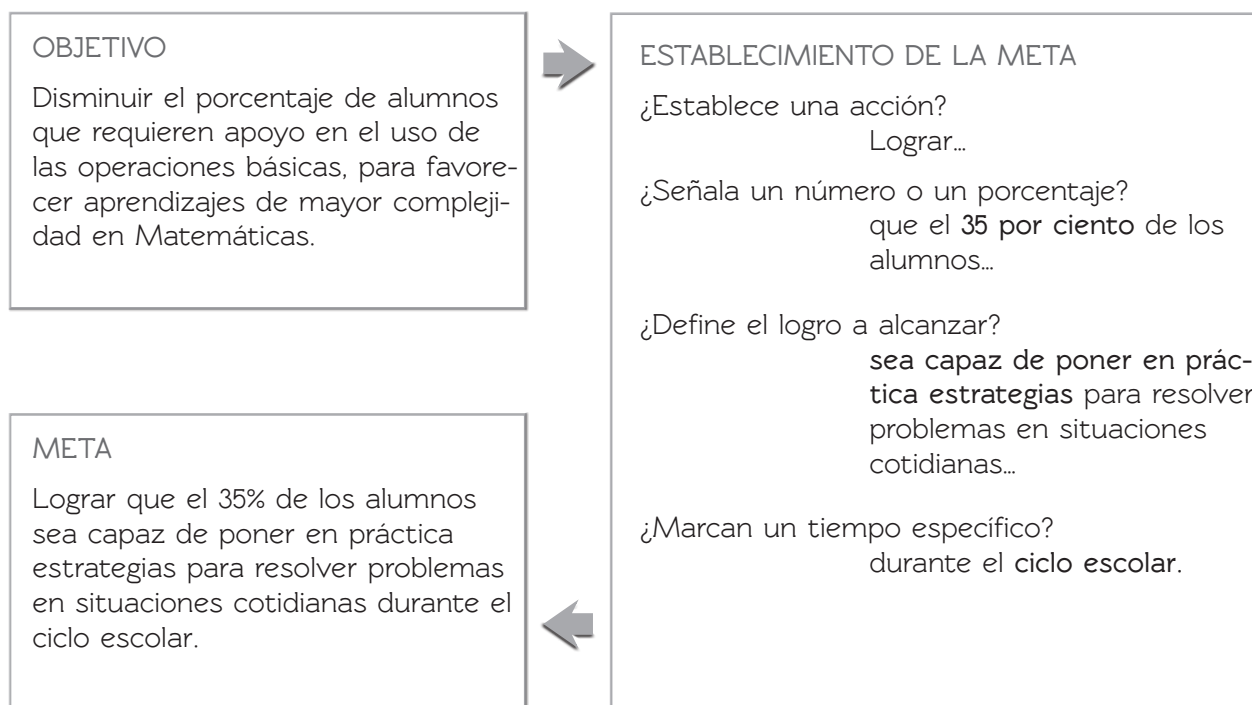 OBJETIVO
Disminuir el porcentaje de alumnos
que requieren apoyo en el uso de
las operaciones básicas, para favore-
cer aprendizajes de mayor compleji-
dad en Matemáticas.
ESTABLECIMIENTO DE LA META
¿Establece una acción?
Lograr…
¿Señala un número o un porcentaje?
que el 35 por ciento de los
alumnos…
¿Define el logro a alcanzar?
sea capaz de poner en prác-
tica estrategias para resolver
problemas en situaciones
cotidianas…
¿Marcan un tiempo específico?
durante el ciclo escolar.
META
Lograr que el 35% de los alumnos
sea capaz de poner en práctica
estrategias para resolver problemas
en situaciones cotidianas durante el
ciclo escolar.